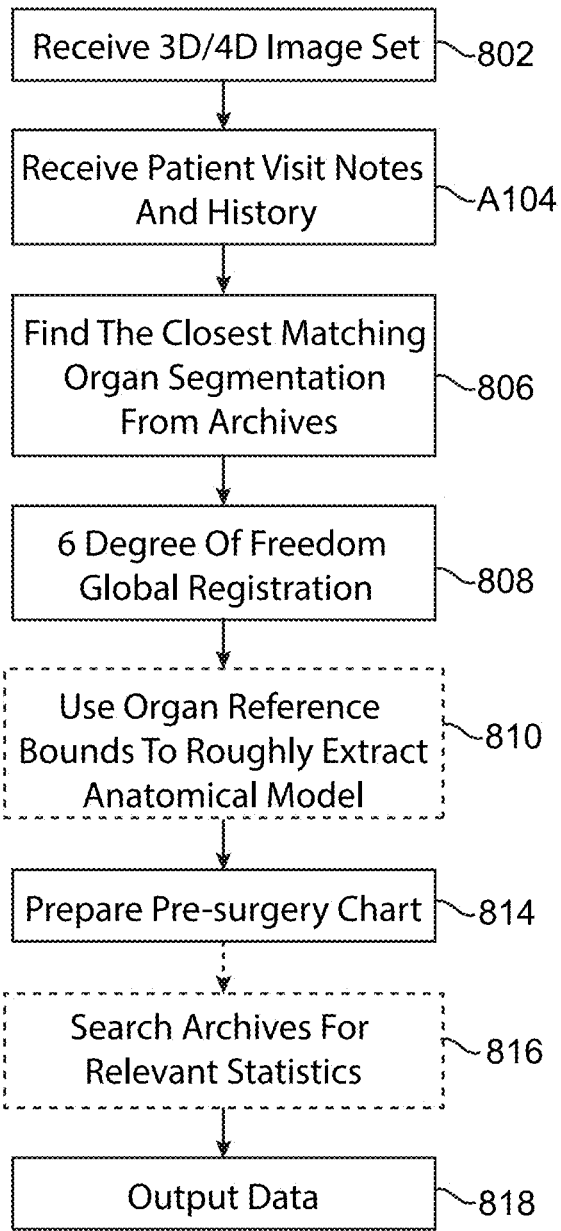 Receive 3D/4D Image Set
802
Receive Patient Visit Notes
And History
A104
Find The Closest Matching
Organ Segmentation
From Archives
806
6 Degree Of Freedom
Global Registration
808
Use Organ Reference
Bounds To Roughly Extract
Anatomical Model
810
Prepare Pre-surgery Chart
814
Search Archives For
Relevant Statistics
816
Output Data
818